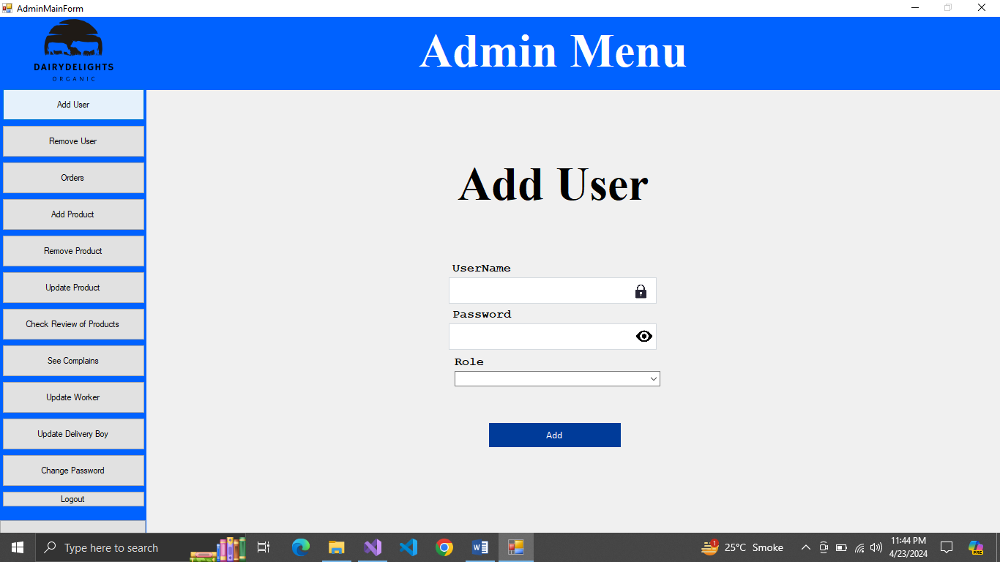 AdminMainForm
DAIRYDELIGHTS
ORGANIC
Admin Menu
Add User
Remove User
Orders
Add Product
Remove Product
Update Product
Check Review of Products
See Complains
Update Worker
Update Delivery Boy
Change Password
Logout
Add User
UserName
Password
Role
Add
Type here to search
1
25°C Smoke
11:44 PM
4/23/2024
PRE